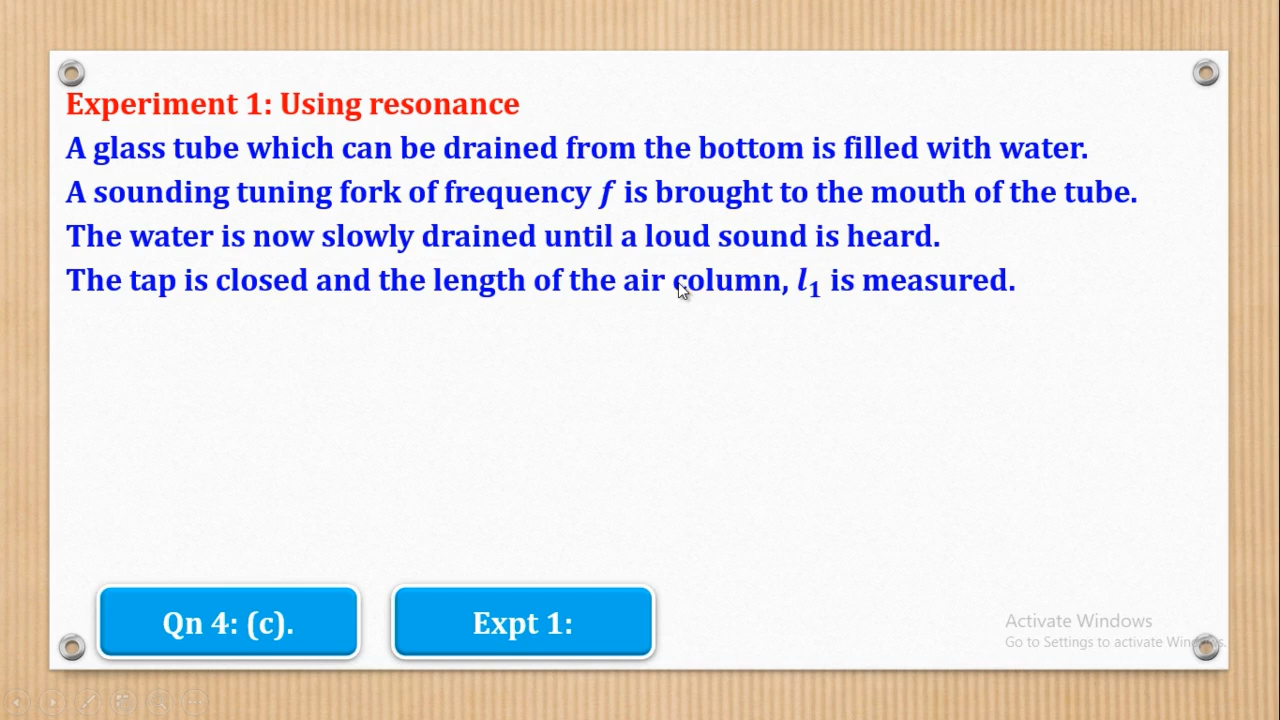 Experiment 1: Using resonance
A glass tube which can be drained from the bottom is filled with water.
A sounding tuning fork of frequency f is brought to the mouth of the tube.
The water is now slowly drained until a loud sound is heard.
The tap is closed and the length of the air column, l₁ is measured.
Qn 4: (c).
Expt 1:
Activate Windows
Go to Settings to activate Windows.